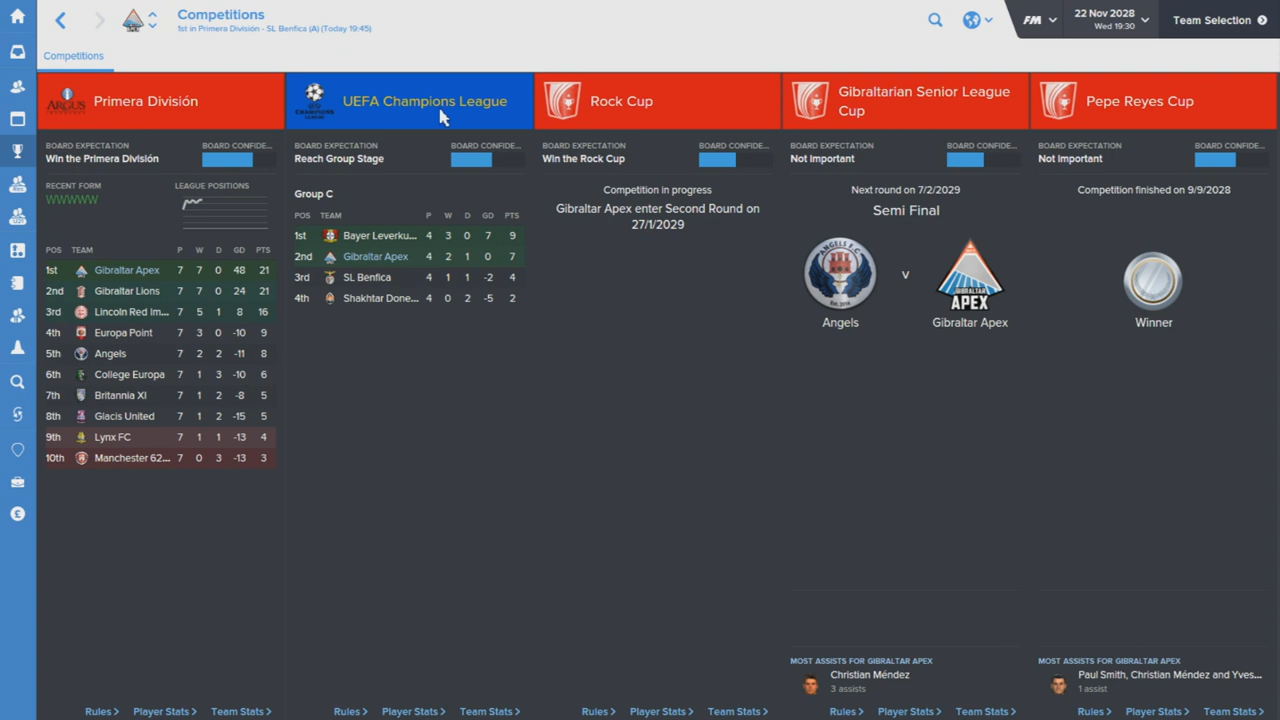 Competitions
1st in Primera División - SL Benfica (A) (Today 19:45)
FM
22 Nov 2028
Wed 19:30
Team Selection
Competitions
ARGUS
Primera División
CHAMPIONS
LEAGUE
UEFA Champions League
Rock Cup
Gibraltarian Senior League
Cup
Pepe Reyes Cup
BOARD EXPECTATION
Win the Primera División
BOARD CONFIDE...
RECENT FORM
WWWWW
LEAGUE POSITIONS
POS TEAM P W D GD PTS
1st Gibraltar Apex 7 7 0 48 21
2nd Gibraltar Lions 7 7 0 24 21
3rd Lincoln Red Im... 7 5 1 8 16
4th Europa Point 7 3 0 -10 9
5th Angels 7 2 2 -11 8
6th College Europa 7 1 3 -10 6
7th Britannia XI 7 1 2 -8 5
8th Glacis United 7 1 2 -15 5
9th Lynx FC 7 1 1 -13 4
10th Manchester 62... 7 0 3 -13 3
Rules > Player Stats > Team Stats >
BOARD EXPECTATION
Reach Group Stage
BOARD CONFIDE...
Group C
POS TEAM P W D GD PTS
1st Bayer Leverku... 4 3 0 7 9
2nd Gibraltar Apex 4 2 1 0 7
3rd SL Benfica 4 1 1 -2 4
4th Shakhtar Done... 4 0 2 -5 2
Rules > Player Stats > Team Stats >
BOARD EXPECTATION
Win the Rock Cup
BOARD CONFIDE...
Competition in progress
Gibraltar Apex enter Second Round on
27/1/2029
Rules > Player Stats > Team Stats >
BOARD EXPECTATION
Not Important
BOARD CONFIDE...
Next round on 7/2/2029
Semi Final
ANGELS F.C
v
GIBRALTAR
APEX
Angels
Gibraltar Apex
MOST ASSISTS FOR GIBRALTAR APEX
Christian Méndez
3 assists
Rules > Player Stats > Team Stats >
BOARD EXPECTATION
Not Important
BOARD CONFIDE...
Competition finished on 9/9/2028
Winner
MOST ASSISTS FOR GIBRALTAR APEX
Paul Smith, Christian Méndez and Yves...
1 assist
Rules > Player Stats > Team Stats >